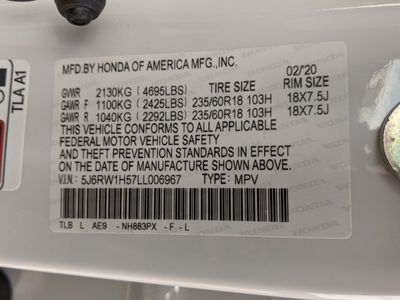 TLA A1
MFD.BY HONDA OF AMERICA MFG.,INC.
02/'20
GVWR 2130KG (4695LBS) TIRE SIZE RIM SIZE
GAWR F 1100KG (2425LBS) 235/60R18 103H 18X7.5J
GAWR R 1040KG (2292LBS) 235/60R18 103H 18X7.5J
THIS VEHICLE CONFORMS TO ALL APPLICABLE
FEDERAL MOTOR VEHICLE SAFETY
AND THEFT PREVENTION STANDARDS IN EFFECT
ON THE DATE OF MANUFACTURE SHOWN ABOVE.
V.I.N: 5J6RW1H57LL006967 TYPE: MPV
TLB L AE9 -NH883PX -F-L